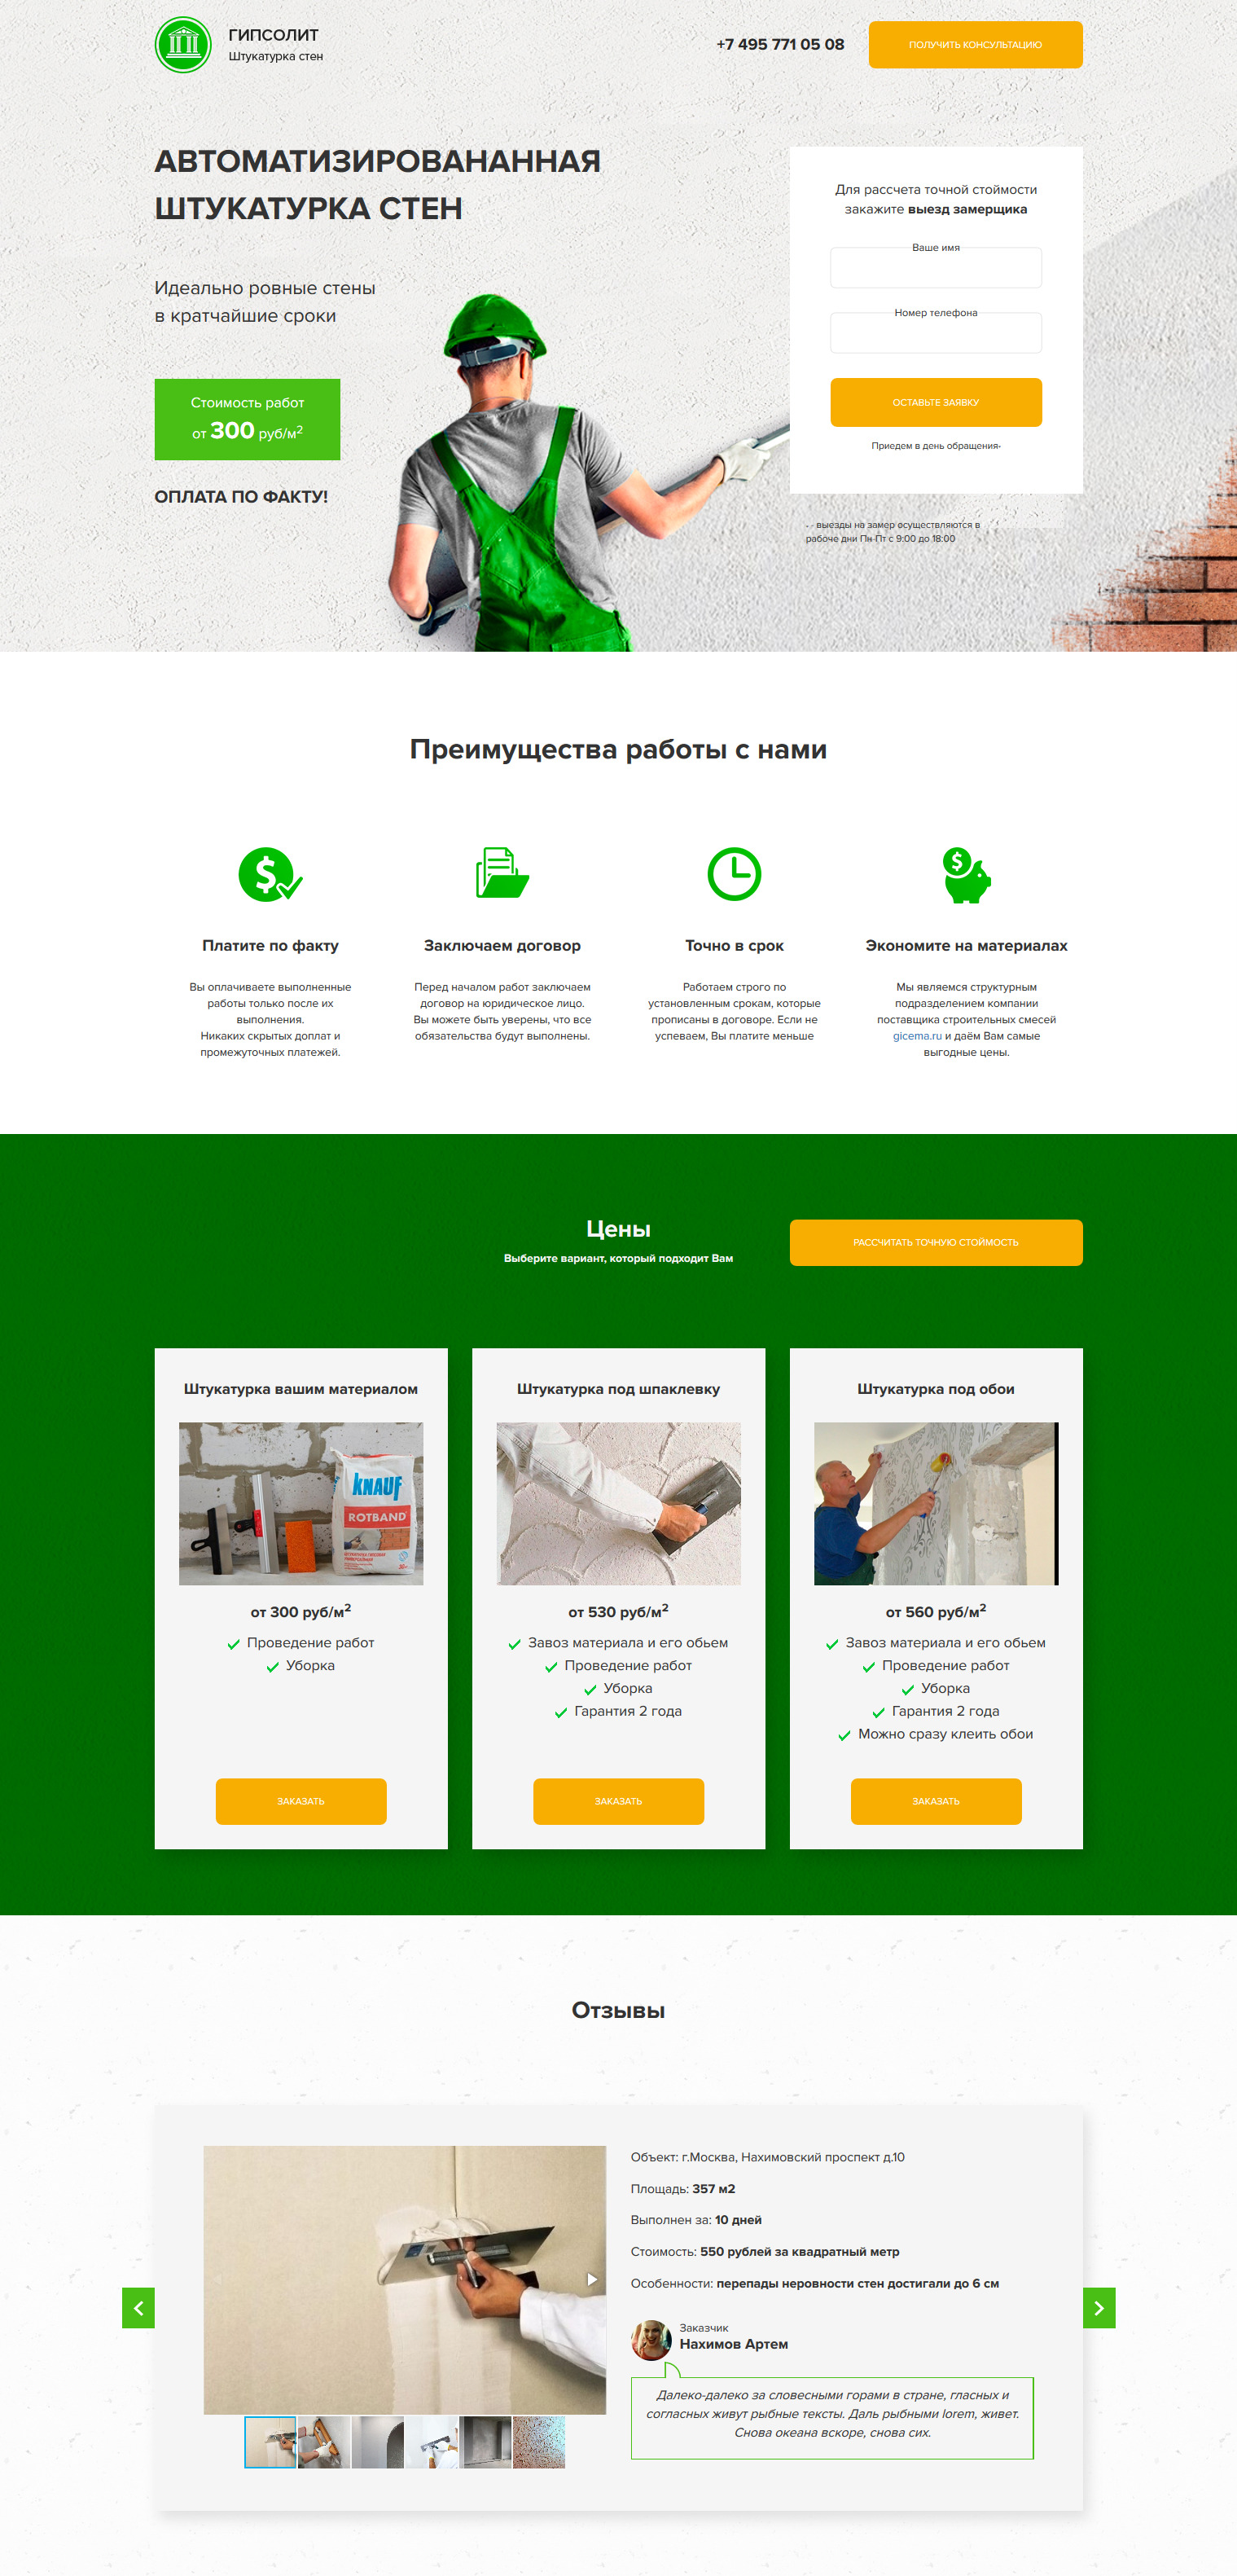 ГИПСОЛИТ
Штукатурка стен
+7 495 771 05 08
ПОЛУЧИТЬ КОНСУЛЬТАЦИЮ
АВТОМАТИЗИРОВАНАННАЯ
ШТУКАТУРКА СТЕН
Идеально ровные стены
в кратчайшие сроки
Стоимость работ
от 300 руб/м2
ОПЛАТА ПО ФАКТУ!
Для рассчета точной стоймости
закажите выезд замерщика
Ваше имя
Номер телефона
ОСТАВЬТЕ ЗАЯВКУ
Приедем в день обращения*
* - выезды на замер осуществляются в
рабоче дни Пн-Пт с 9:00 до 18:00
Преимущества работы с нами
Платите по факту
Вы оплачиваете выполненные
работы только после их
выполнения.
Никаких скрытых доплат и
промежуточных платежей.
Заключаем договор
Перед началом работ заключаем
договор на юридическое лицо.
Вы можете быть уверены, что все
обязательства будут выполнены.
Точно в срок
Работаем строго по
установленным срокам, которые
прописаны в договоре. Если не
успеваем, Вы платите меньше
Экономите на материалах
Мы являемся структурным
подразделением компании
поставщика строительных смесей
gicema.ru и даём Вам самые
выгодные цены.
Цены
Выберите вариант, который подходит Вам
РАССЧИТАТЬ ТОЧНУЮ СТОЙМОСТЬ
Штукатурка вашим материалом
KNAUF
ROTBAND
от 300 руб/м2
Проведение работ
Уборка
ЗАКАЗАТЬ
Штукатурка под шпаклевку
от 530 руб/м2
Завоз материала и его обьем
Проведение работ
Уборка
Гарантия 2 года
ЗАКАЗАТЬ
Штукатурка под обои
от 560 руб/м2
Завоз материала и его обьем
Проведение работ
Уборка
Гарантия 2 года
Можно сразу клеить обои
ЗАКАЗАТЬ
Отзывы
Объект: г.Москва, Нахимовский проспект д.10
Площадь: 357 м2
Выполнен за: 10 дней
Стоимость: 550 рублей за квадратный метр
Особенности: перепады неровности стен достигали до 6 см
Заказчик
Нахимов Артем
Далеко-далеко за словесными горами в стране, гласных и
согласных живут рыбные тексты. Даль рыбными lorem, живет.
Снова океана вскоре, снова сих.